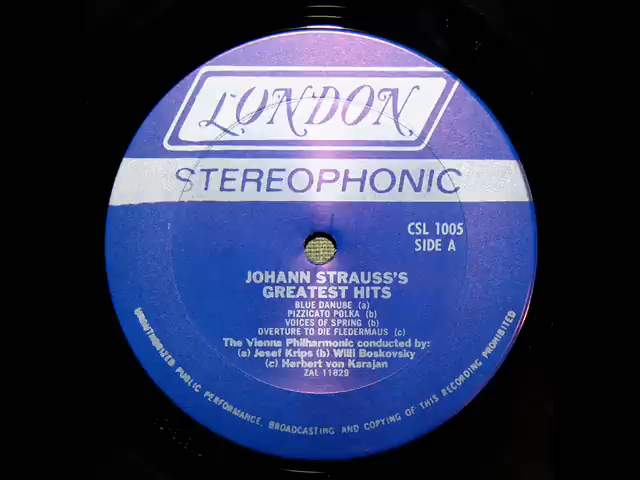 LONDON
STEREOPHONIC
CSL 1005
SIDE A
JOHANN STRAUSS'S
GREATEST HITS
BLUE DANUBE (a)
PIZZICATO POLKA (b)
VOICES OF SPRING (b)
OVERTURE TO DIE FLEDERMAUS (c)
The Vienna Philharmonic conducted by:
(a) Josef Krips (b) Willi Boskovsky
(c) Herbert von Karajan
ZAL 11829
UNAUTHORIZED PUBLIC PERFORMANCE, BROADCASTING AND COPYING OF THIS RECORDING PROHIBITED